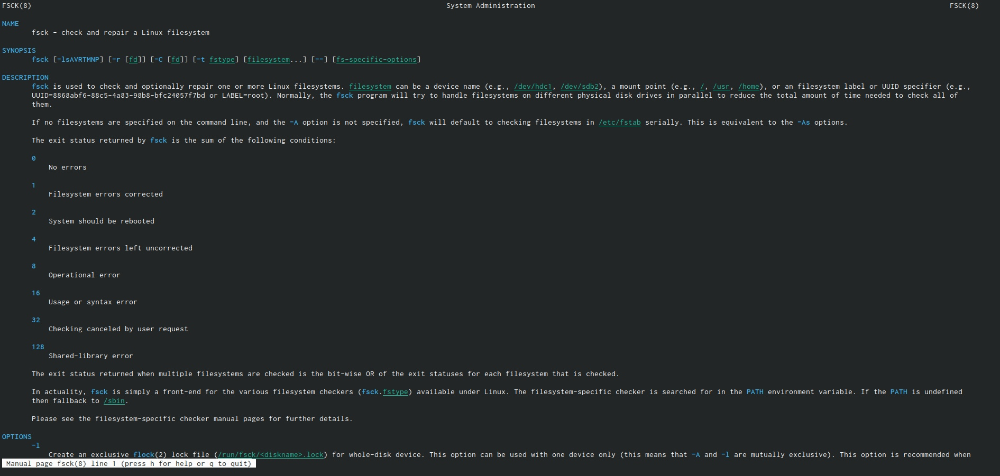 FSCK(8) System Administration FSCK(8)
NAME
fsck - check and repair a Linux filesystem
SYNOPSIS
fsck [-lsAVRTMNP] [-r [fd]] [-C [fd]] [-t fstype] [filesystem...] [--] [fs-specific-options]
DESCRIPTION
fsck is used to check and optionally repair one or more Linux filesystems. filesystem can be a device name (e.g., /dev/hdc1, /dev/sdb2), a mount point (e.g., /, /usr, /home), or an filesystem label or UUID specifier (e.g.,
UUID=8868abf6-88c5-4a83-98b8-bfc24057f7bd or LABEL=root). Normally, the fsck program will try to handle filesystems on different physical disk drives in parallel to reduce the total amount of time needed to check all of
them.
If no filesystems are specified on the command line, and the -A option is not specified, fsck will default to checking filesystems in /etc/fstab serially. This is equivalent to the -As options.
The exit status returned by fsck is the sum of the following conditions:
0
No errors
1
Filesystem errors corrected
2
System should be rebooted
4
Filesystem errors left uncorrected
8
Operational error
16
Usage or syntax error
32
Checking canceled by user request
128
Shared-library error
The exit status returned when multiple filesystems are checked is the bit-wise OR of the exit statuses for each filesystem that is checked.
In actuality, fsck is simply a front-end for the various filesystem checkers (fsck.fstype) available under Linux. The filesystem-specific checker is searched for in the PATH environment variable. If the PATH is undefined
then fallback to /sbin.
Please see the filesystem-specific checker manual pages for further details.
OPTIONS
-l
Create an exclusive flock(2) lock file (/run/fsck/<diskname>.lock) for whole-disk device. This option can be used with one device only (this means that -A and -l are mutually exclusive). This option is recommended when
Manual page fsck(8) line 1 (press h for help or q to quit)